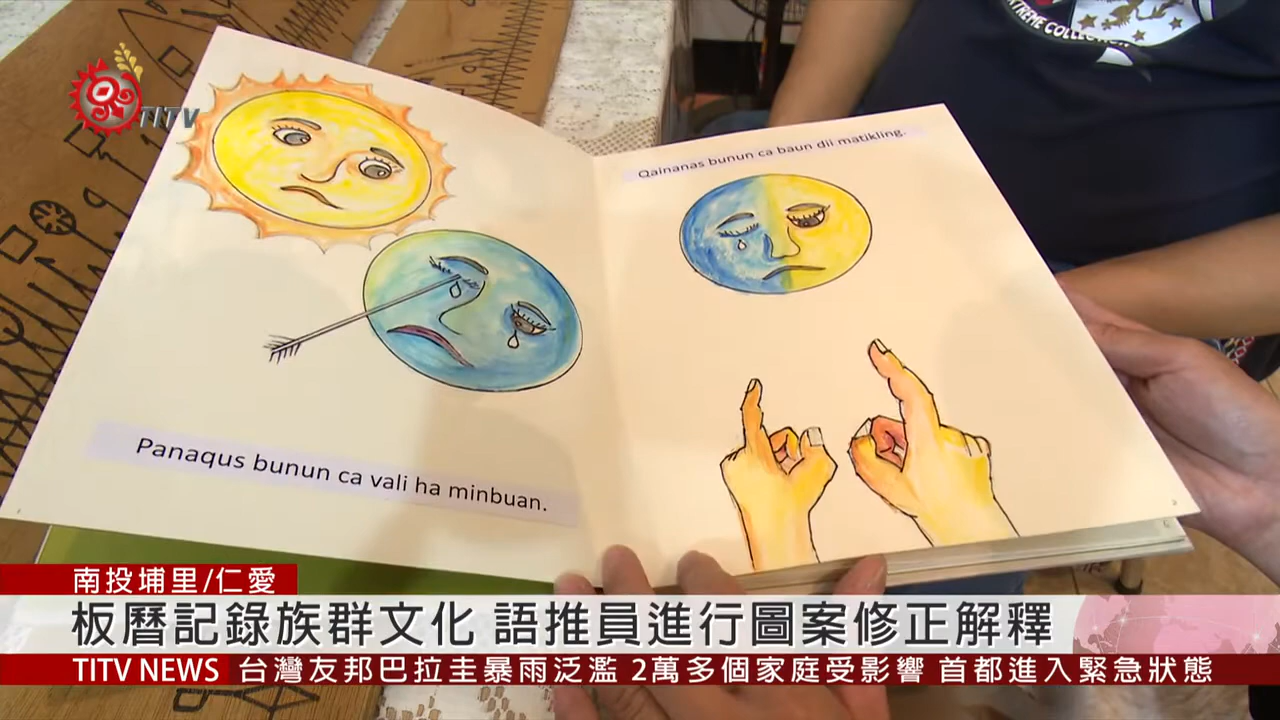 TITV
XTREME COLLECTION
Qainanas bunun ca baun dii matikling.
Panaqus bunun ca vali ha minbuan.
南投埔里/仁愛
板曆記錄族群文化 語推員進行圖案修正解釋
TITV NEWS 台灣友邦巴拉圭暴雨泛濫 2萬多個家庭受影響 首都進入緊急狀態